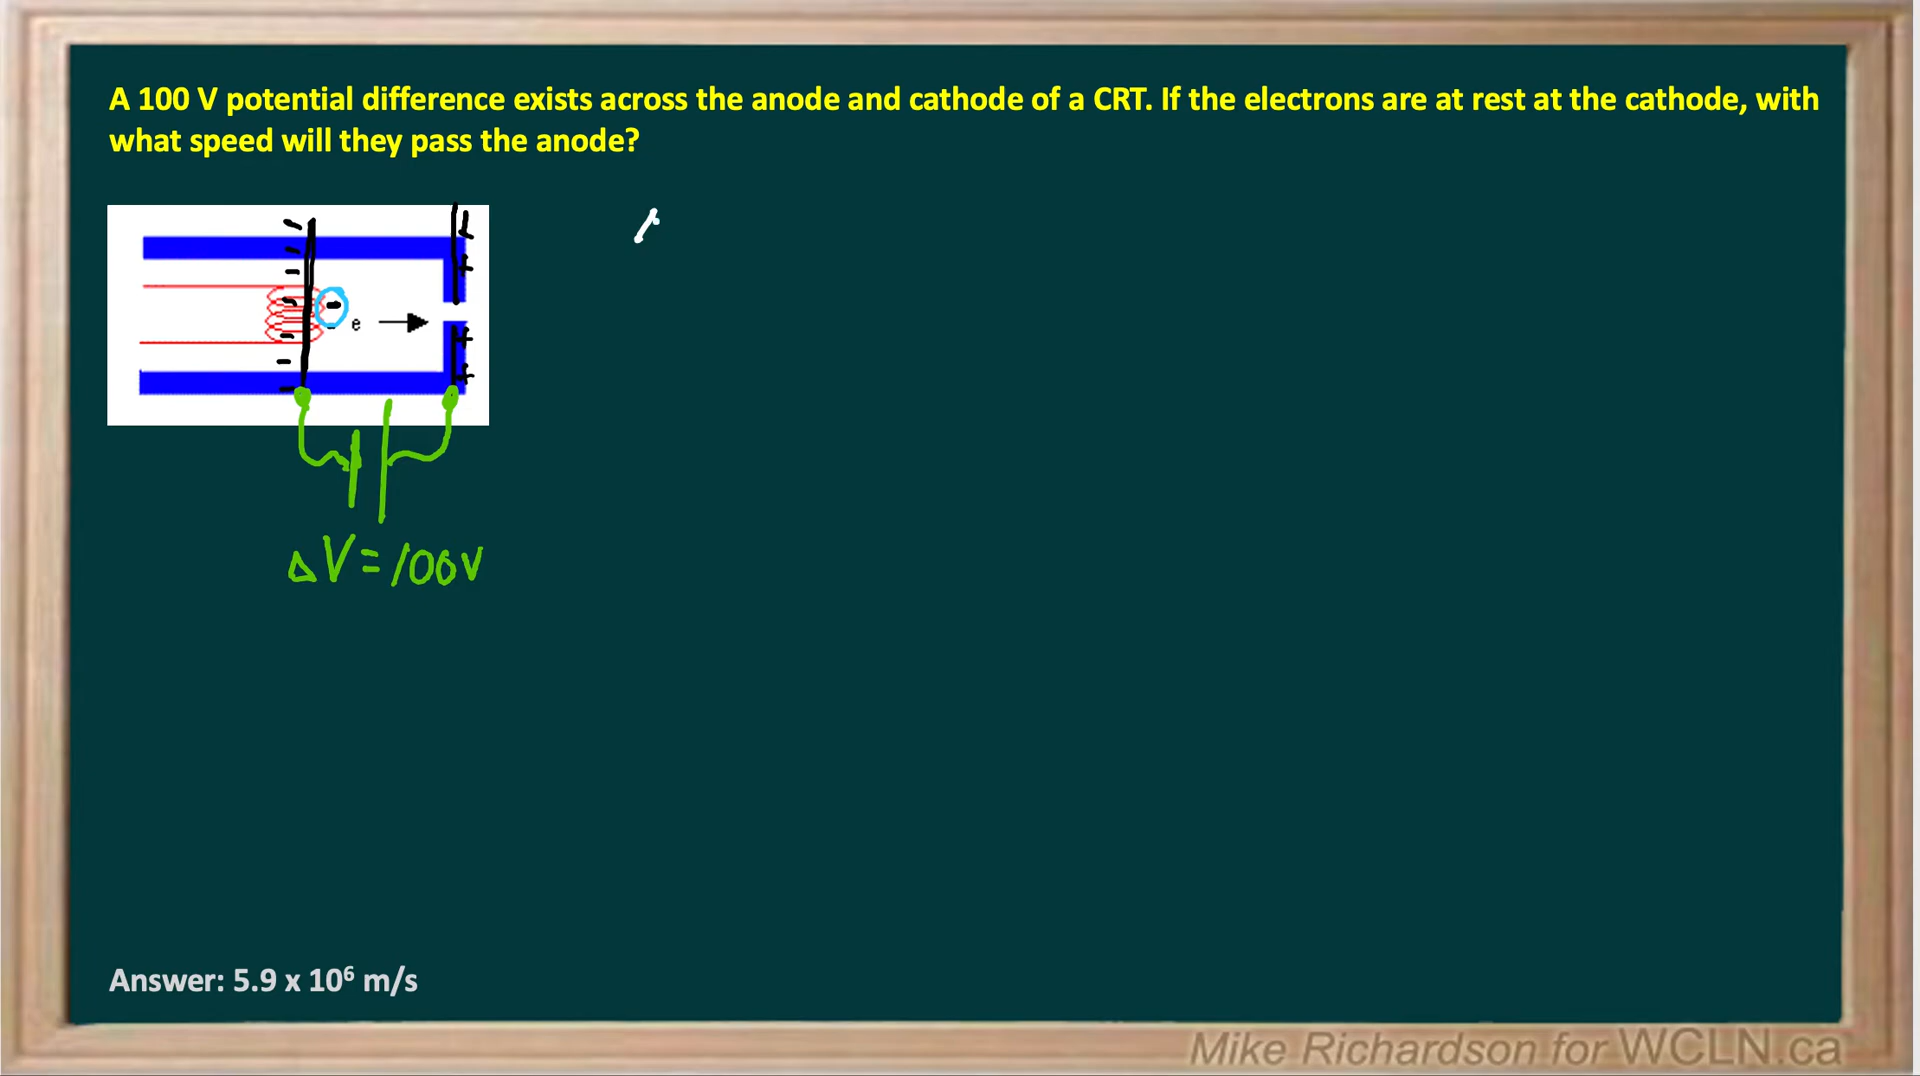 A 100 V potential difference exists across the anode and cathode of a CRT. If the electrons are at rest at the cathode, with
what speed will they pass the anode?
e
ΔV = 100V
Answer: 5.9 x 10⁶ m/s
Mike Richardson for WCLN.ca